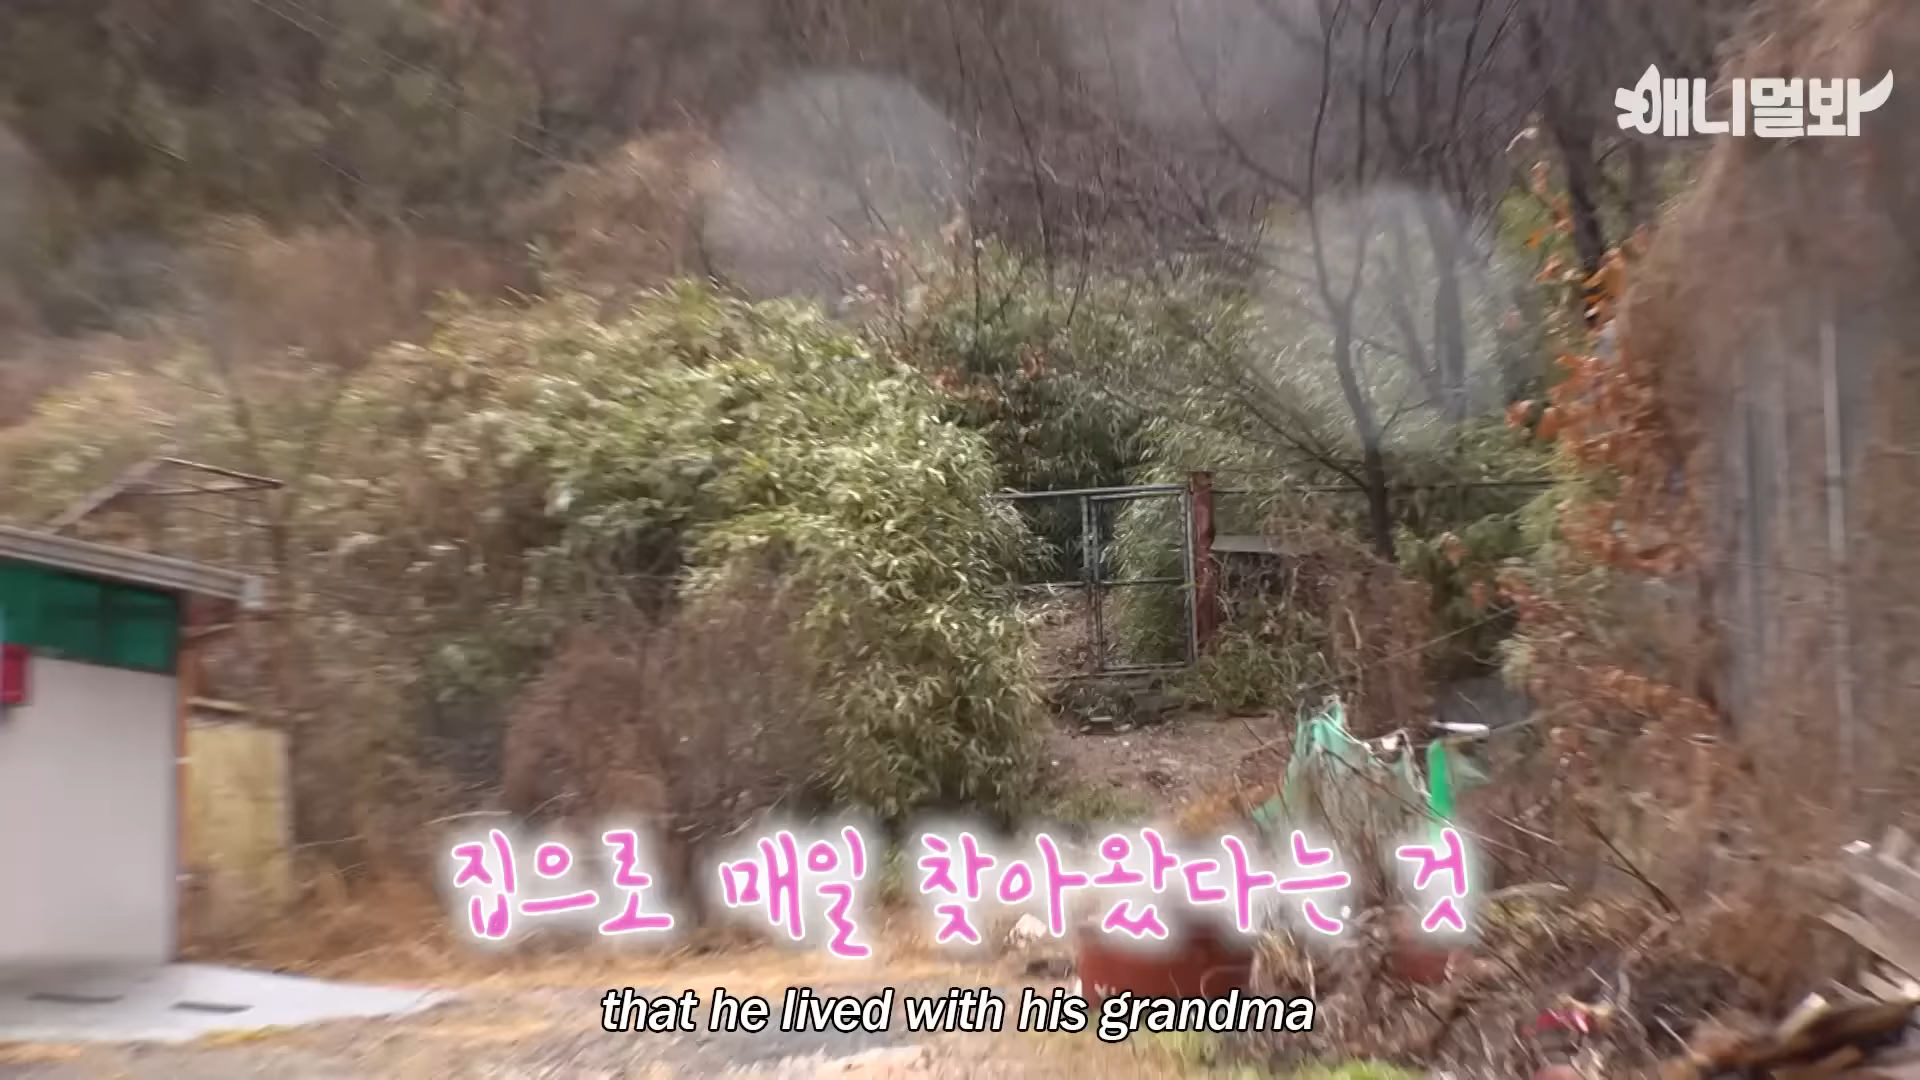 애니멀봐
집으로 매일 찾아왔다는 것
that he lived with his grandma